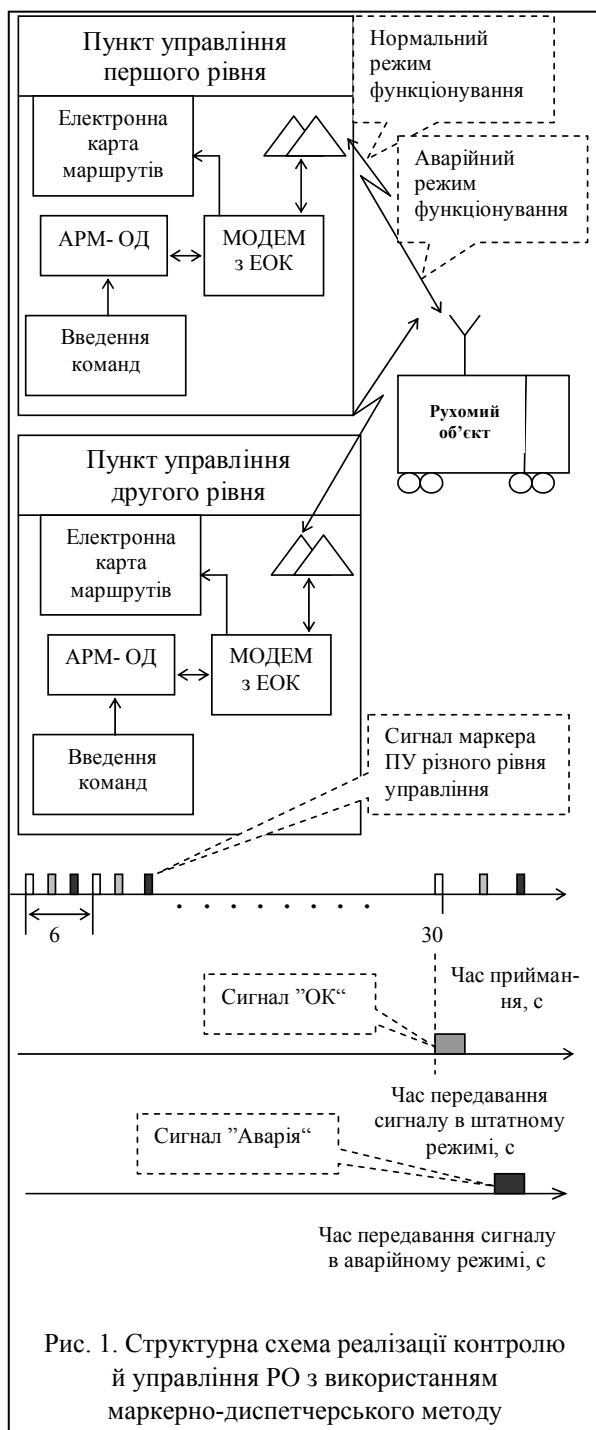 Пункт управління
першого рівня
Нормальний
режим
функціонування
Електронна
карта
маршрутів
Аварійний
режим
функціонування
АРМ- ОД
МОДЕМ
з ЕОК
Введення
команд
Рухомий
об’єкт
Пункт управління
другого рівня
Електронна
карта
маршрутів
АРМ- ОД
МОДЕМ
з ЕОК
Введення
команд
Сигнал маркера
ПУ різного рівня
управління
6
30
Час прийман-
ня, с
Сигнал ”ОК“
Час передавання
сигналу в штатному
режимі, с
Сигнал ”Аварія“
Час передавання сигналу
в аварійному режимі, с
Рис. 1. Структурна схема реалізації контролю
й управління РО з використанням
маркерно-диспетчерського методу